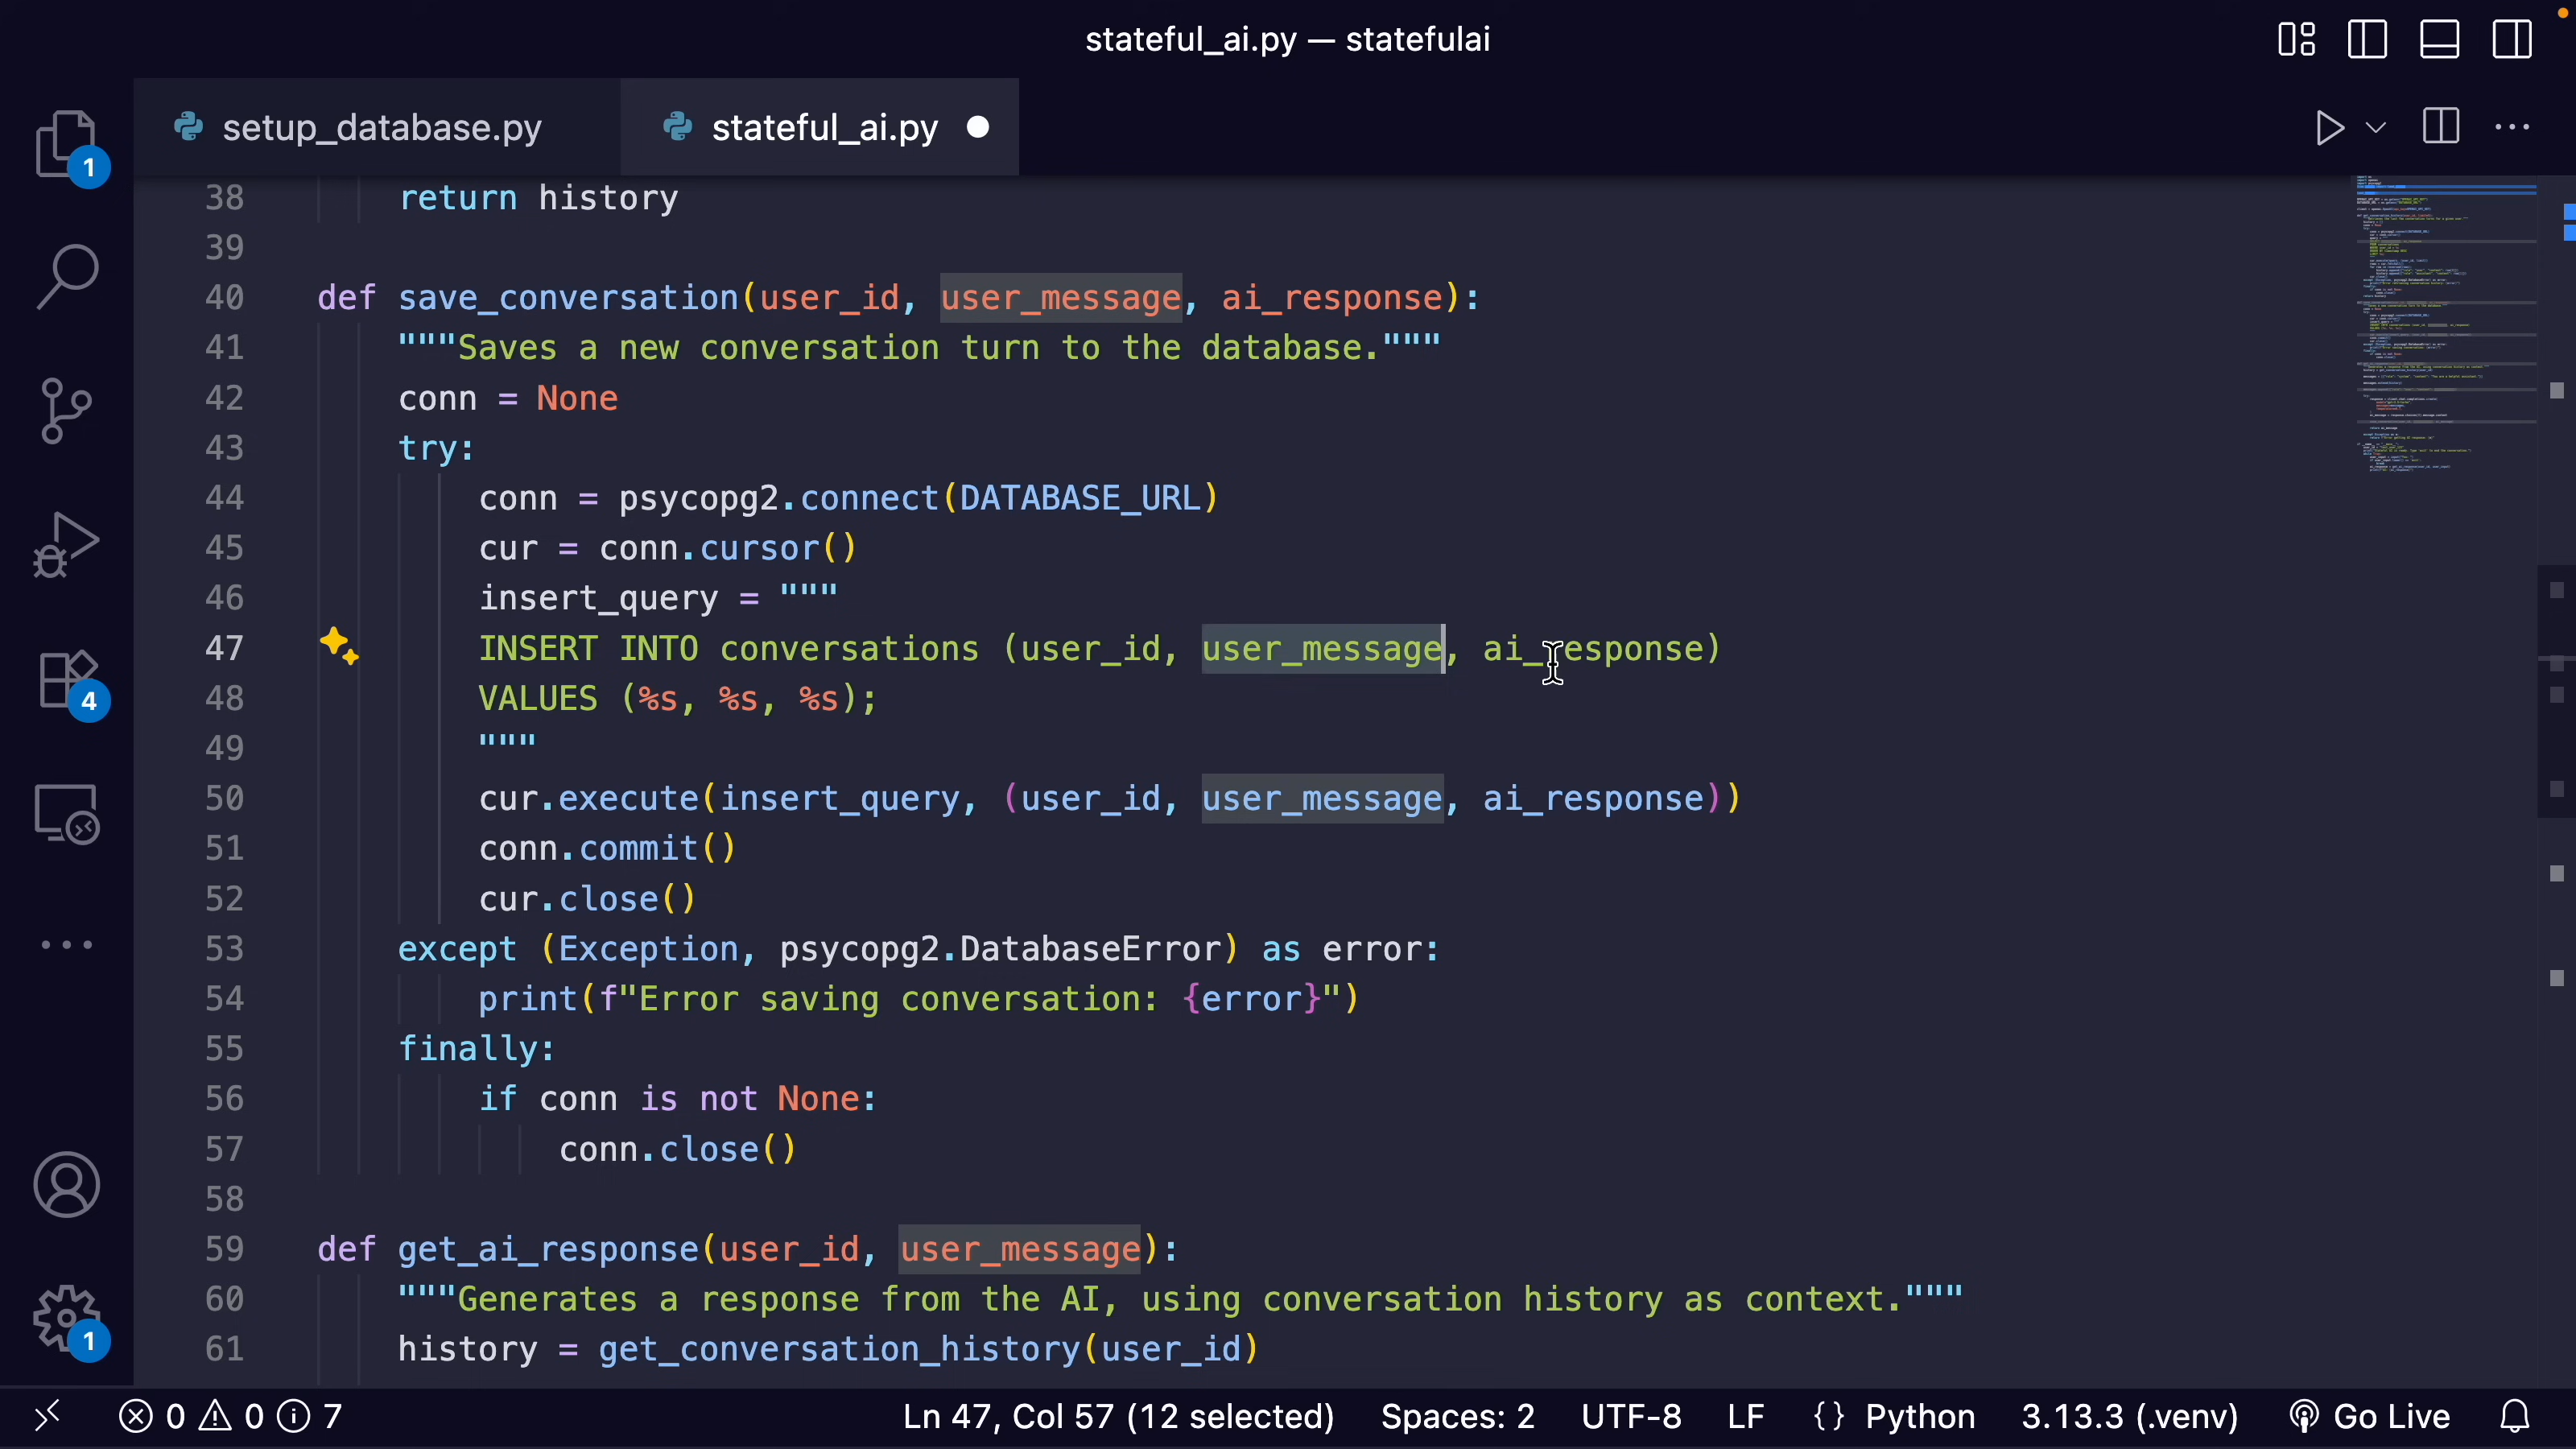 stateful_ai.py — statefulai
setup_database.py
stateful_ai.py
1
4
1
38 return history
39
40 def save_conversation(user_id, user_message, ai_response):
41 """Saves a new conversation turn to the database."""
42 conn = None
43 try:
44 conn = psycopg2.connect(DATABASE_URL)
45 cur = conn.cursor()
46 insert_query = """
47 INSERT INTO conversations (user_id, user_message, ai_response)
48 VALUES (%s, %s, %s);
49 """
50 cur.execute(insert_query, (user_id, user_message, ai_response))
51 conn.commit()
52 cur.close()
53 except (Exception, psycopg2.DatabaseError) as error:
54 print(f"Error saving conversation: {error}")
55 finally:
56 if conn is not None:
57 conn.close()
58
59 def get_ai_response(user_id, user_message):
60 """Generates a response from the AI, using conversation history as context."""
61 history = get_conversation_history(user_id)
0 0 7 Ln 47, Col 57 (12 selected) Spaces: 2 UTF-8 LF {} Python 3.13.3 (.venv) Go Live